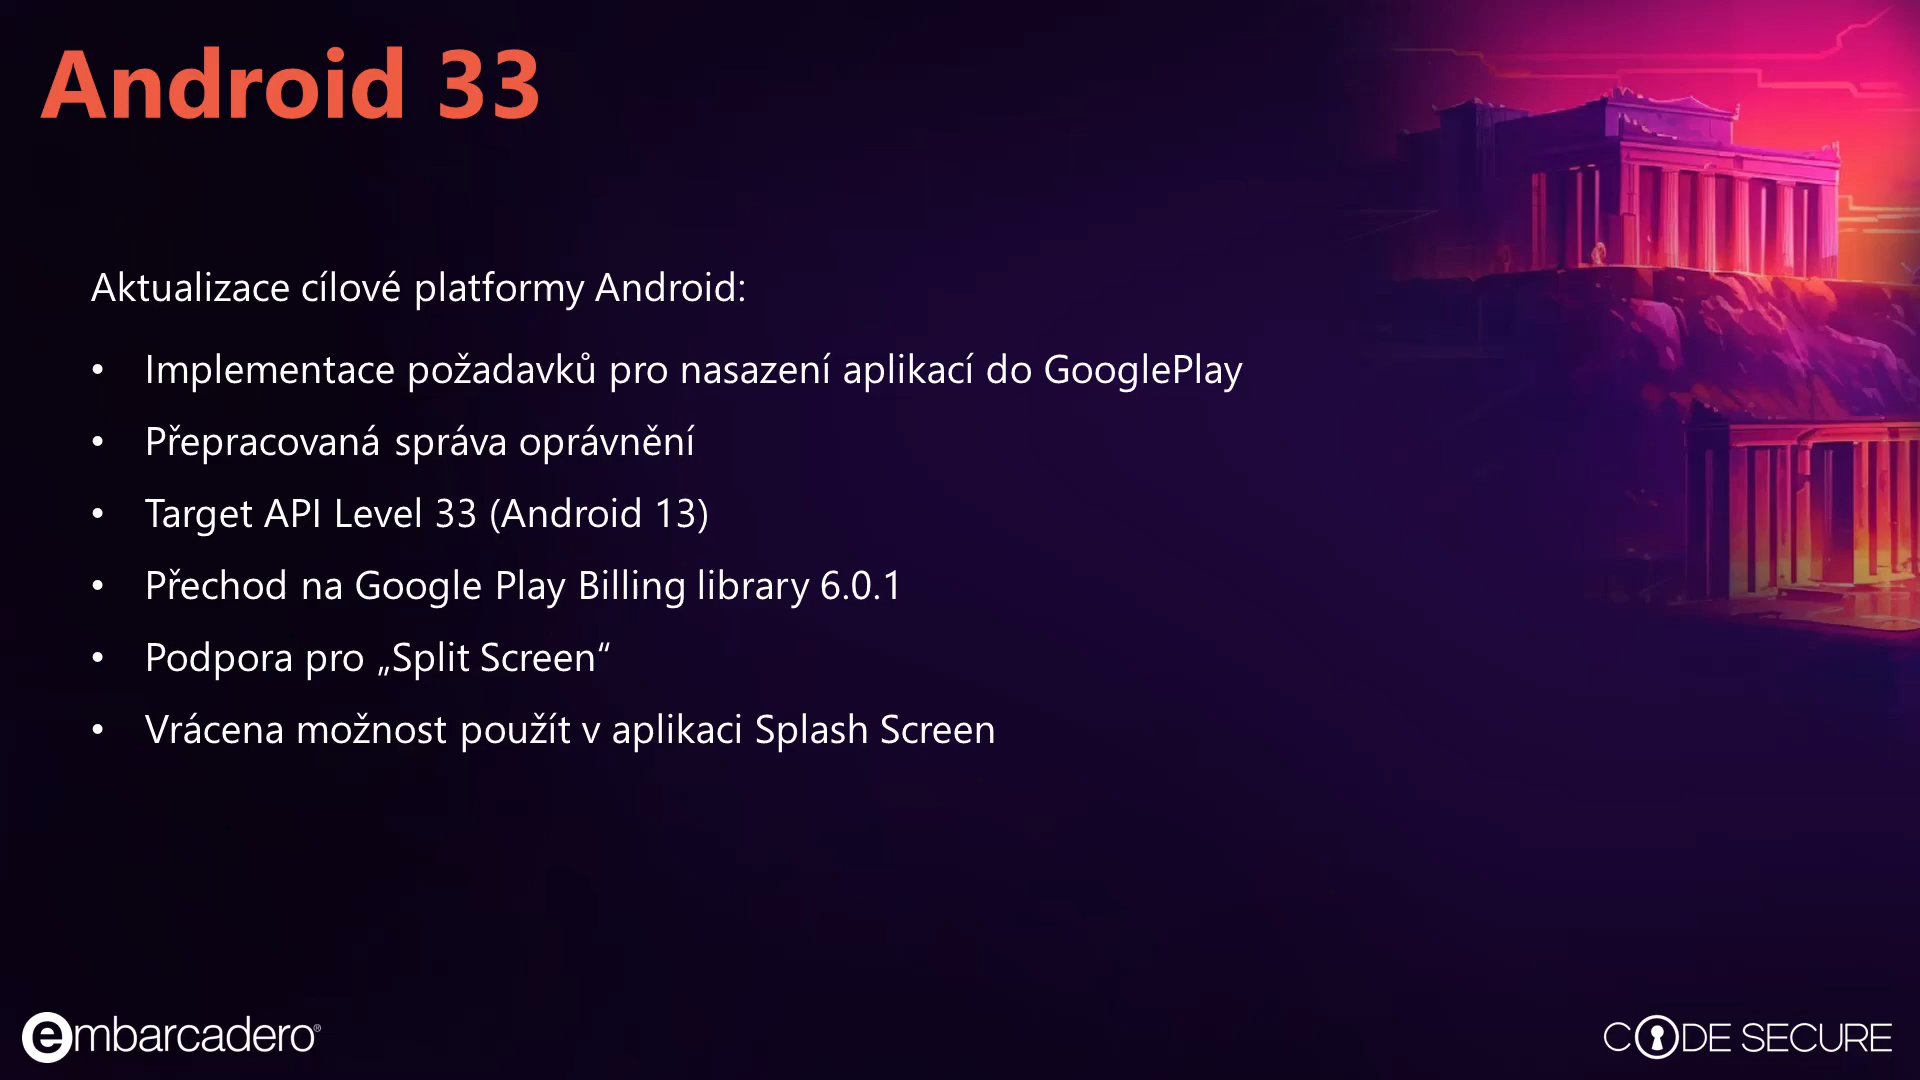 Android 33
Aktualizace cílové platformy Android:
• Implementace požadavků pro nasazení aplikací do GooglePlay
• Přepracovaná správa oprávnění
• Target API Level 33 (Android 13)
• Přechod na Google Play Billing library 6.0.1
• Podpora pro „Split Screen“
• Vrácena možnost použít v aplikaci Splash Screen
embarcadero®
CODE SECURE